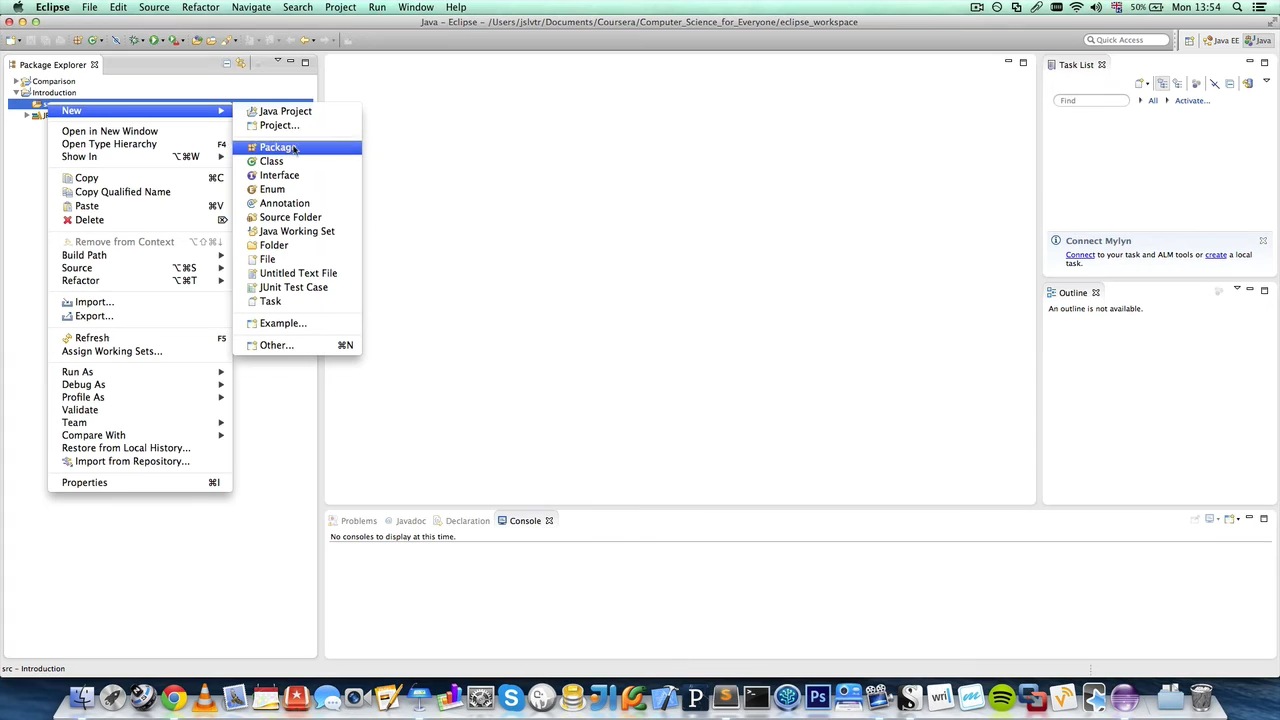 Eclipse File Edit Source Refactor Navigate Search Project Run Window Help 50% Mon 13:54
Java – Eclipse – /Users/jslvtr/Documents/Coursera/Computer_Science_for_Everyone/eclipse_workspace
Quick Access Java EE Java
Package Explorer
Comparison
Introduction
New
Open in New Window
Open Type Hierarchy F4
Show In ⌥⌘W
Copy ⌘C
Copy Qualified Name
Paste ⌘V
Delete ⌦
Remove from Context ⌥⇧⌘↓
Build Path
Source ⌥⌘S
Refactor ⌥⌘T
Import...
Export...
Refresh F5
Assign Working Sets...
Run As
Debug As
Profile As
Validate
Team
Compare With
Restore from Local History...
Import from Repository...
Properties ⌘I
Java Project
Project...
Package
Class
Interface
Enum
Annotation
Source Folder
Java Working Set
Folder
File
Untitled Text File
JUnit Test Case
Task
Example...
Other... ⌘N
Task List
Find All Activate...
Connect Mylyn
Connect to your task and ALM tools or create a local
task.
Outline
An outline is not available.
Problems Javadoc Declaration Console
No consoles to display at this time.
src – Introduction